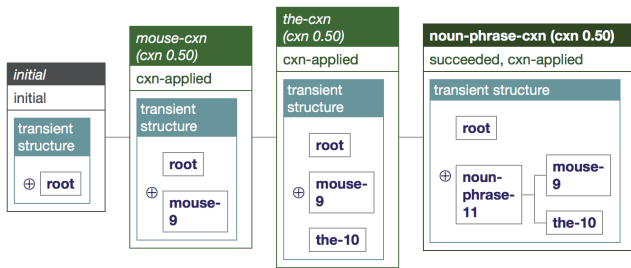 initial
initial
transient
structure
⊕ root
mouse-cxn
(cxn 0.50)
cxn-applied
transient
structure
root
⊕
mouse-
9
the-cxn
(cxn 0.50)
cxn-applied
transient
structure
root
⊕
mouse-
9
the-10
noun-phrase-cxn (cxn 0.50)
succeeded, cxn-applied
transient structure
root
⊕
noun-
phrase-
11
mouse-
9
the-10